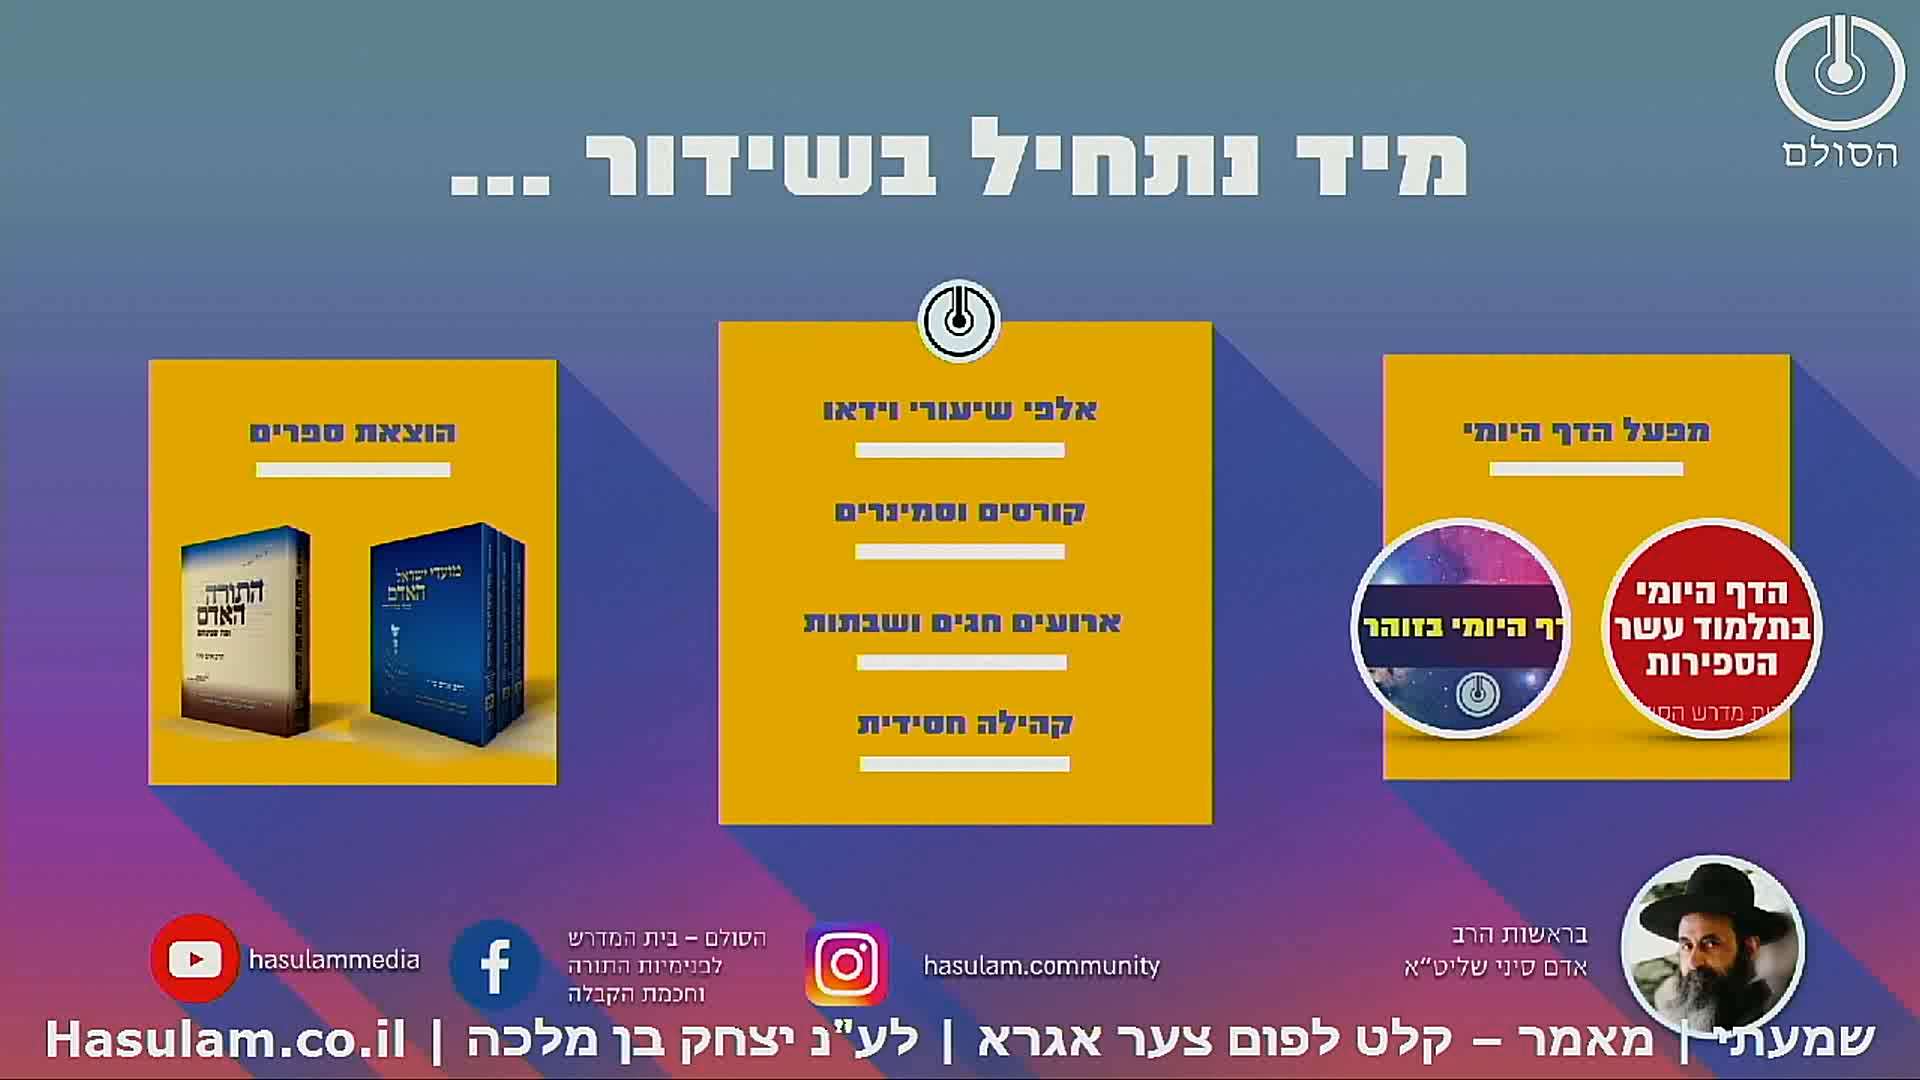 הסולם
מיד נתחיל בשידור ...
מפעל הדף היומי
דף היומי בזוהר
הדף היומי
בתלמוד עשר
הספירות
מדרש
אלפי שיעורי וידאו
קורסים וסמינרים
ארועים חגים ושבתות
קהילה חסידית
הוצאת ספרים
מועדי ישראל
האדם
התורה
האדם
בראשות הרב
אדם סיני שליט״א
hasulam.community
הסולם – בית המדרש
לפנימיות התורה
וחכמת הקבלה
hasulammedia
שמעתי | מאמר – קלט לפום צער אגרא | לע"נ יצחק בן מלכה | Hasulam.co.il